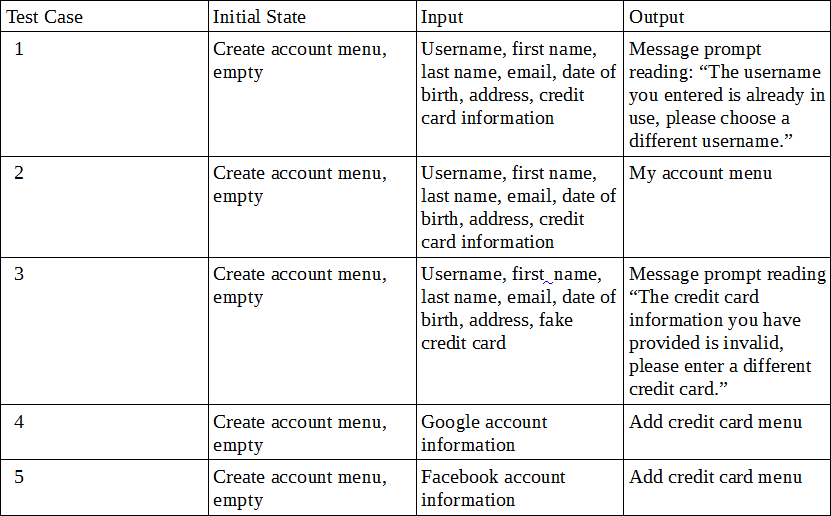 Test Case
Initial State
Input
Output
1
Create account menu,
empty
Username, first name,
last name, email, date of
birth, address, credit
card information
Message prompt
reading: “The username
you entered is already in
use, please choose a
different username.”
2
Create account menu,
empty
Username, first name,
last name, email, date of
birth, address, credit
card information
My account menu
3
Create account menu,
empty
Username, first name,
last name, email, date of
birth, address, fake
credit card
Message prompt reading
“The credit card
information you have
provided is invalid,
please enter a different
credit card.”
4
Create account menu,
empty
Google account
information
Add credit card menu
5
Create account menu,
empty
Facebook account
information
Add credit card menu